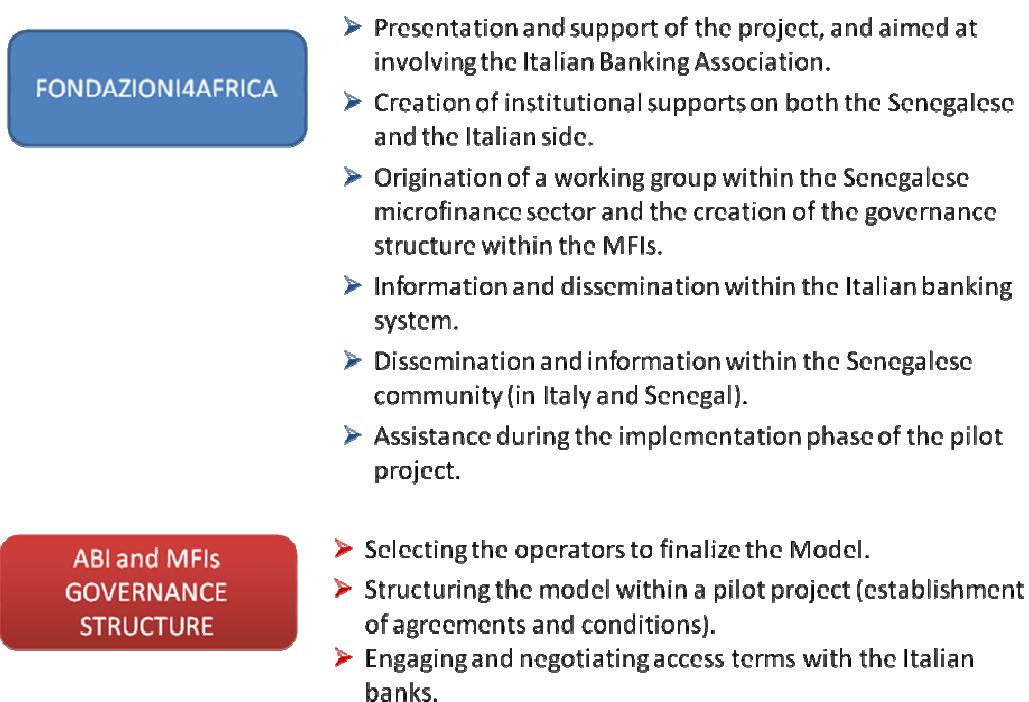 FONDAZIONI4AFRICA
Presentation and support of the project, and aimed at
involving the Italian Banking Association.
Creation of institutional supports on both the Senegalese
and the Italian side.
Origination of a working group within the Senegalese
microfinance sector and the creation of the governance
structure within the MFIs.
Information and dissemination within the Italian banking
system.
Dissemination and information within the Senegalese
community (in Italy and Senegal).
Assistance during the implementation phase of the pilot
project.
ABI and MFIs
GOVERNANCE
STRUCTURE
Selecting the operators to finalize the Model.
Structuring the model within a pilot project (establishment
of agreements and conditions).
Engaging and negotiating access terms with the Italian
banks.